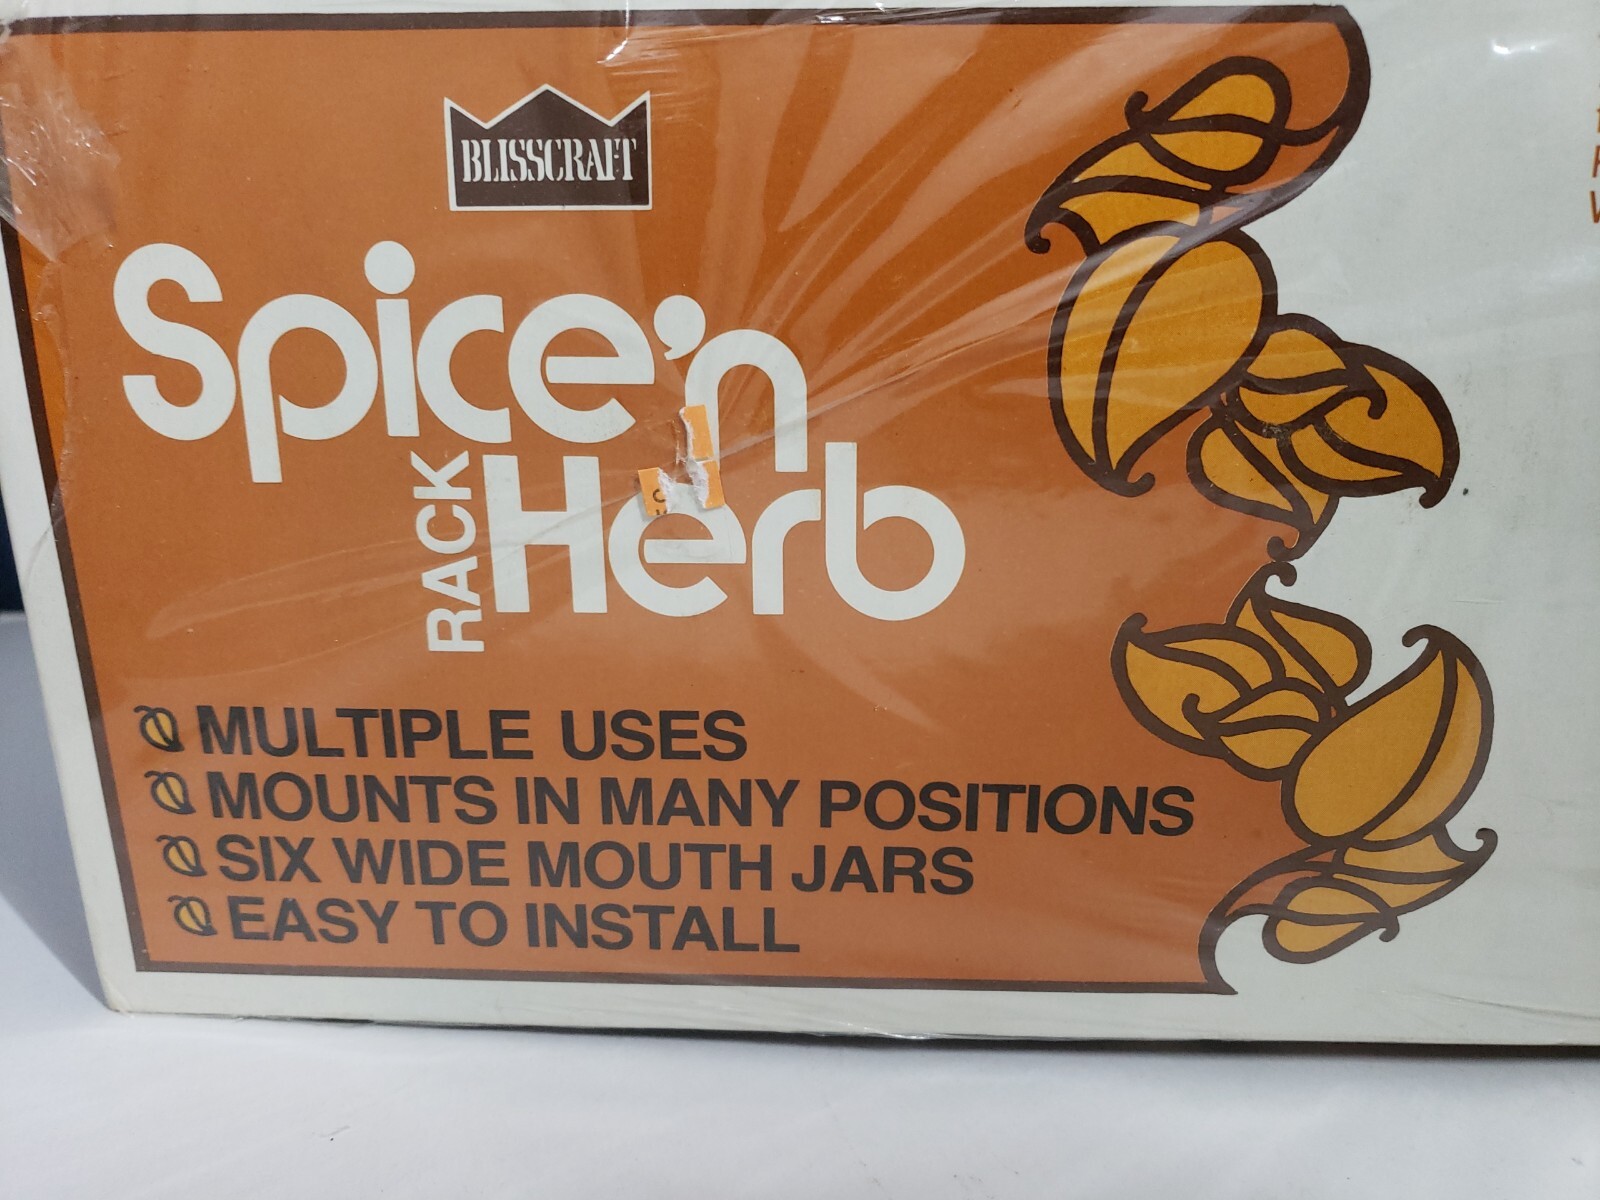 BLISSCRAFT
Spice'n
RACK
Herb
MULTIPLE USES
MOUNTS IN MANY POSITIONS
SIX WIDE MOUTH JARS
EASY TO INSTALL